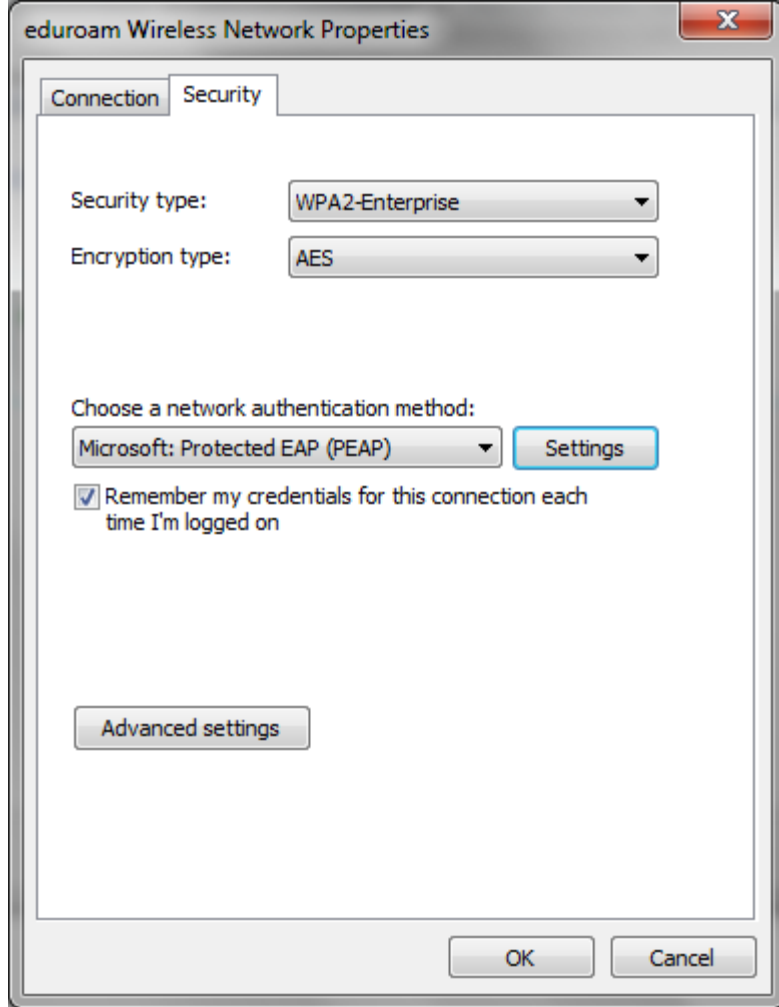 eduroam Wireless Network Properties
Connection
Security
Security type:
WPA2-Enterprise
Encryption type:
AES
Choose a network authentication method:
Microsoft: Protected EAP (PEAP)
Settings
Remember my credentials for this connection each
time I'm logged on
Advanced settings
OK
Cancel